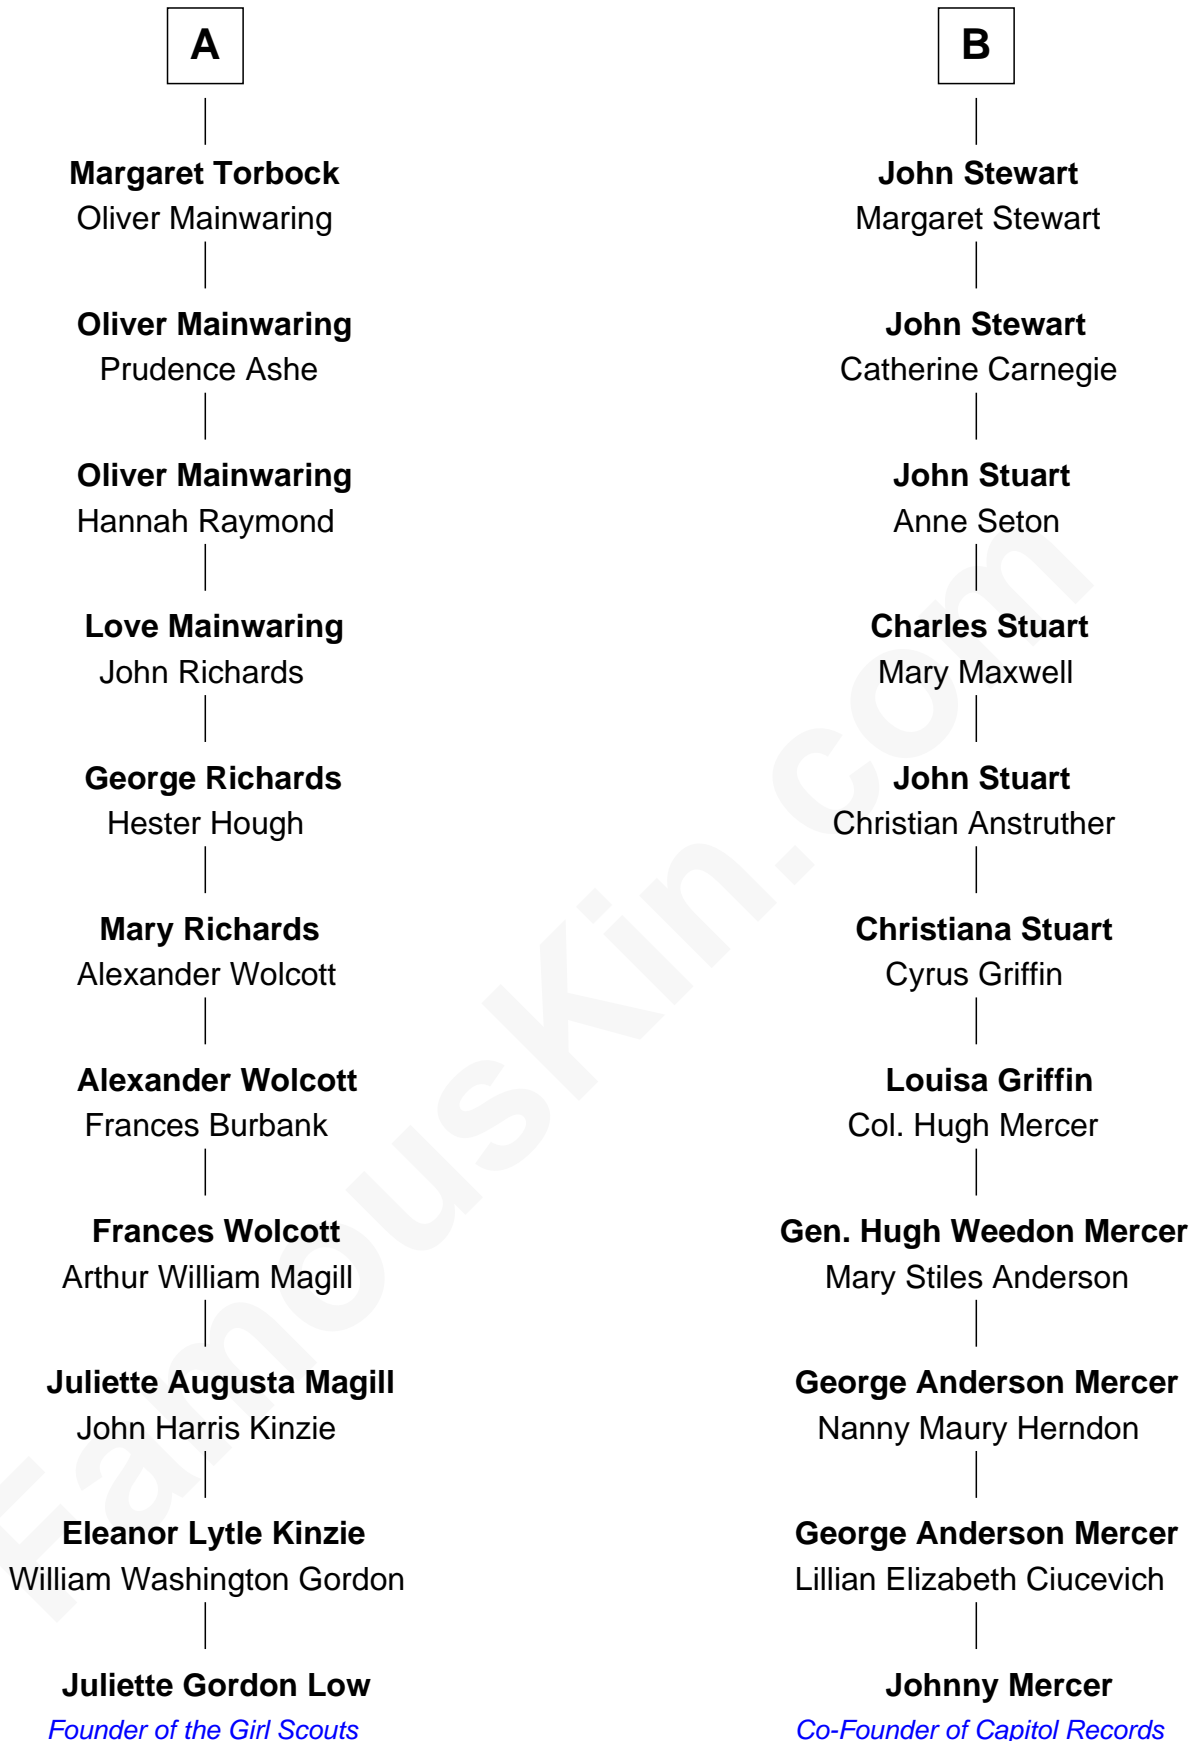 A
Margaret Torbock
Oliver Mainwaring
Oliver Mainwaring
Prudence Ashe
Oliver Mainwaring
Hannah Raymond
Love Mainwaring
John Richards
George Richards
Hester Hough
Mary Richards
Alexander Wolcott
Alexander Wolcott
Frances Burbank
Frances Wolcott
Arthur William Magill
Juliette Augusta Magill
John Harris Kinzie
Eleanor Lytle Kinzie
William Washington Gordon
Juliette Gordon Low
Founder of the Girl Scouts
B
John Stewart
Margaret Stewart
John Stewart
Catherine Carnegie
John Stuart
Anne Seton
Charles Stuart
Mary Maxwell
John Stuart
Christian Anstruther
Christiana Stuart
Cyrus Griffin
Louisa Griffin
Col. Hugh Mercer
Gen. Hugh Weedon Mercer
Mary Stiles Anderson
George Anderson Mercer
Nanny Maury Herndon
George Anderson Mercer
Lillian Elizabeth Ciucevich
Johnny Mercer
Co-Founder of Capitol Records
FamousKin.com